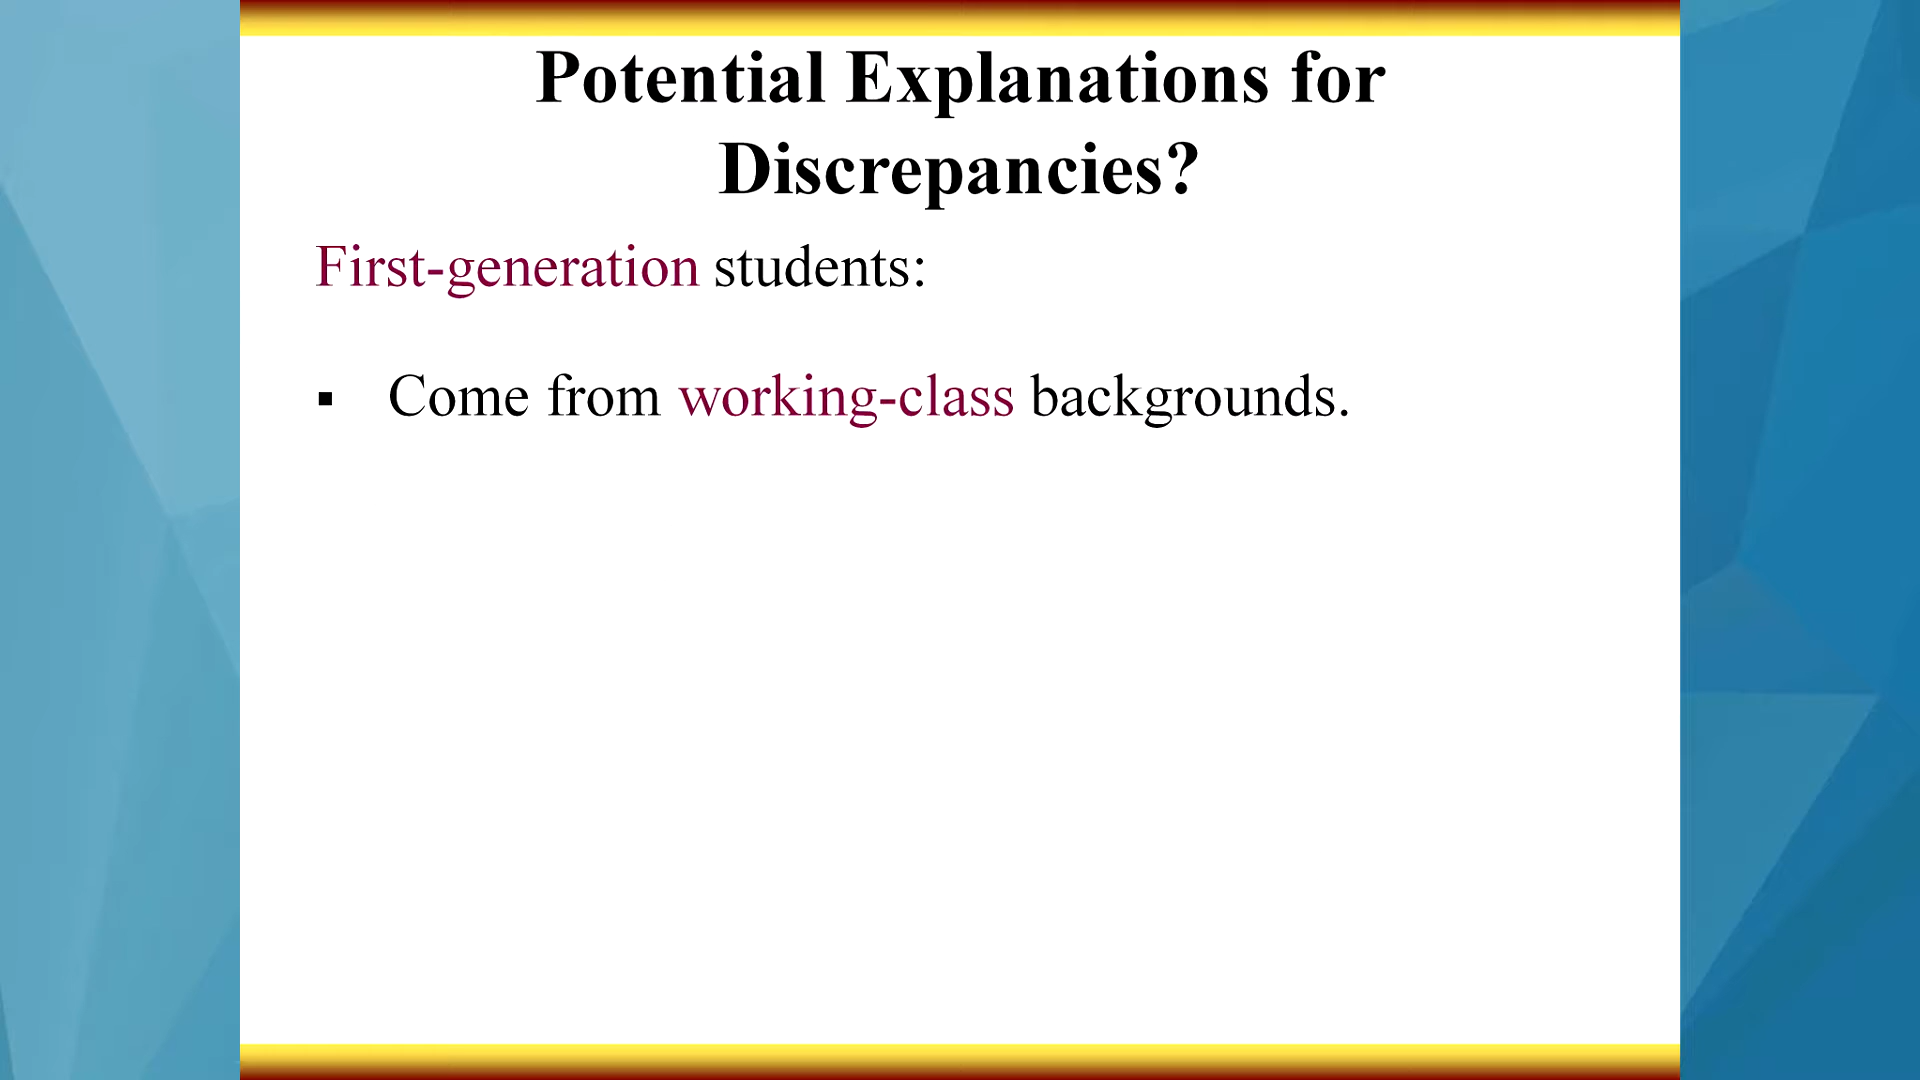 Potential Explanations for
Discrepancies?
First-generation students:
▪ Come from working-class backgrounds.